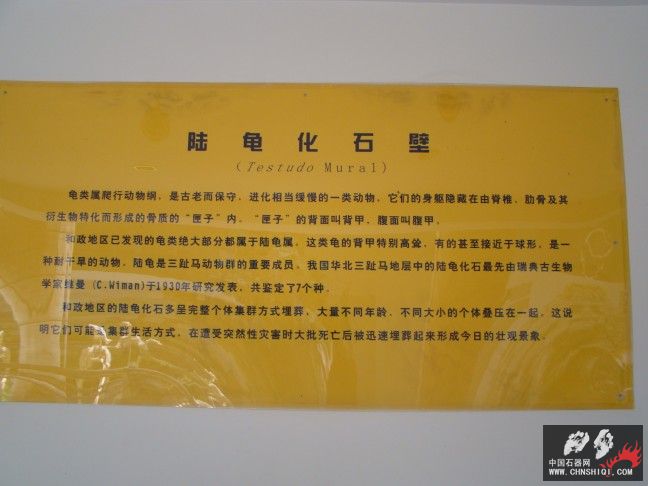 陆龟化石壁
(Testudo Mural)
龟类属爬行动物纲，是古老而保守，进化相当缓慢的一类动物，它们的身躯隐藏在由脊椎、肋骨及其
衍生物特化而形成的骨质的“匣子”内，“匣子”的背面叫背甲，腹面叫腹甲。
和政地区已发现的龟类绝大部分都属于陆龟属，这类龟的背甲特别高耸，有的甚至接近于球形，是一
种耐干旱的动物，陆龟是三趾马动物群的重要成员，我国华北三趾马地层中的陆龟化石最先由瑞典古生物
学家维曼(C.Wiman)于1930年研究发表，共鉴定了7个种。
和政地区的陆龟化石多呈完整个体集群方式埋葬，大量不同年龄、不同大小的个体叠压在一起，这说
明它们可能是集群生活方式，在遭受突然性灾害时大批死亡后被迅速埋葬起来形成今日的壮观景象。
中国石器网
WWW.CHNSHIQI.COM